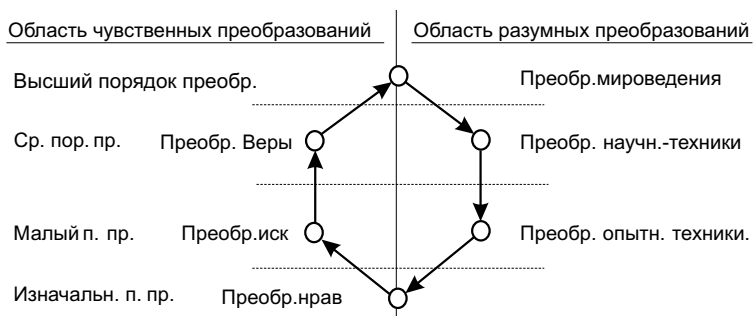 Область чувственных преобразований Область разумных преобразований
Высший порядок преобр. Преобр.мироведения
Ср. пор. пр. Преобр. Веры Преобр. научн.-техники
Малый п. пр. Преобр.иск Преобр. опытн. техники.
Изначальн. п. пр. Преобр.нрав